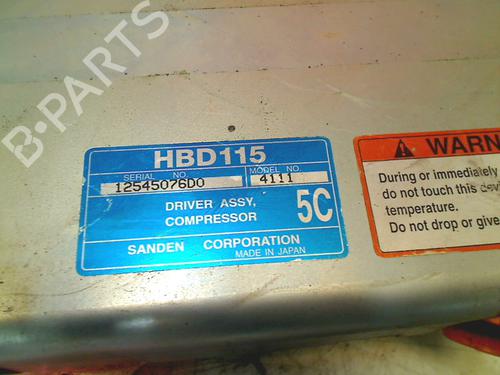 B-PARTS
HBD115
SERIAL NO.
MODEL NO.
12545076D0
4111
DRIVER ASSY,
COMPRESSOR
5C
SANDEN CORPORATION
MADE IN JAPAN
WARN
During or immediately
do not touch this
temperature.
Do not drop or give